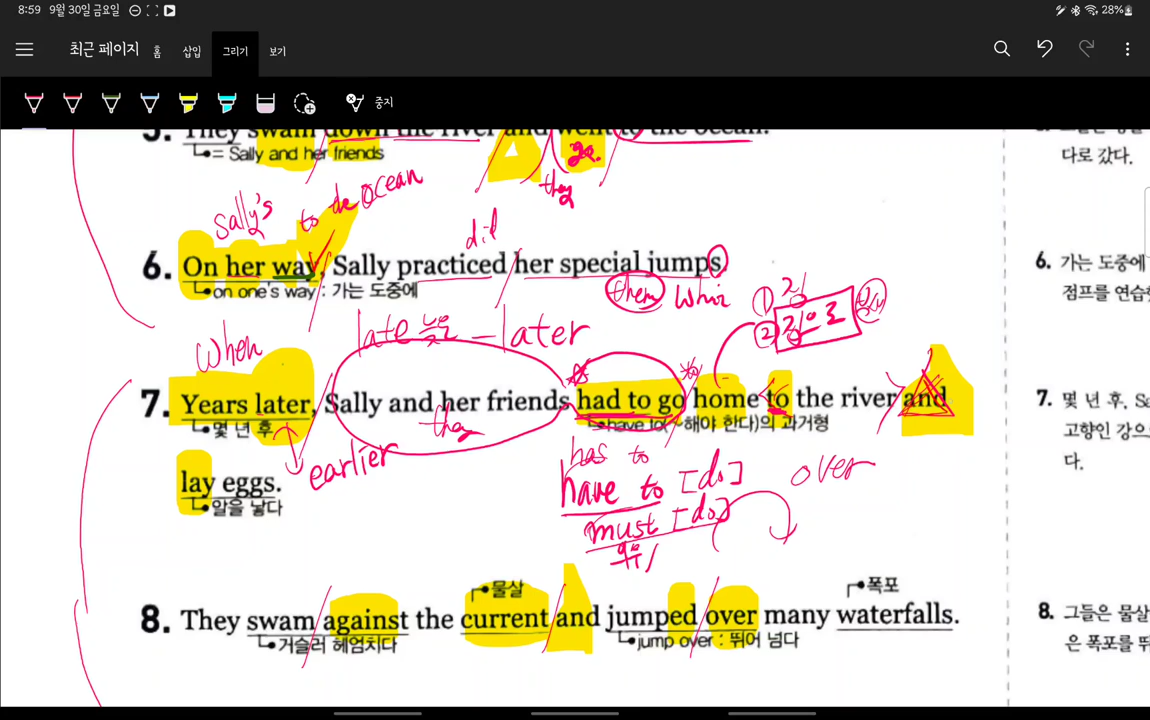 8:59 9월 30일 금요일
28%
최근 페이지 홈 삽입 그리기 보기
중지
5. They swam down the river and went to the ocean.
= Sally and her friends
go.
they
다로 갔다.
Sally's to the ocean
did
6. On her way, Sally practiced her special jumps.
on one's way : 가는 도중에
them
6. 가는 도중에
점프를 연습
late 늦은 – later
When
① 집
② 집으로
7. Years later, Sally and her friends had to go home to the river and
몇 년 후
they
have to(~해야 한다)의 과거형
7. 몇 년 후, S
고향인 강으
다.
earlier
has to
have to [do]
over
must [do]
lay eggs.
알을 낳다
물살
폭포
8. They swam against the current and jumped over many waterfalls.
거슬러 헤엄치다
jump over : 뛰어 넘다
8. 그들은 물살
은 폭포를 뛰